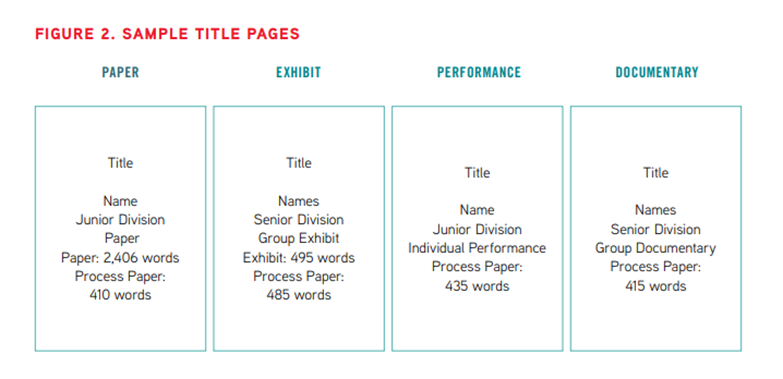 FIGURE 2. SAMPLE TITLE PAGES
PAPER
Title
Name
Junior Division
Paper
Paper: 2,406 words
Process Paper:
410 words
EXHIBIT
Title
Names
Senior Division
Group Exhibit
Exhibit: 495 words
Process Paper:
485 words
PERFORMANCE
Title
Name
Junior Division
Individual Performance
Process Paper:
435 words
DOCUMENTARY
Title
Names
Senior Division
Group Documentary
Process Paper:
415 words